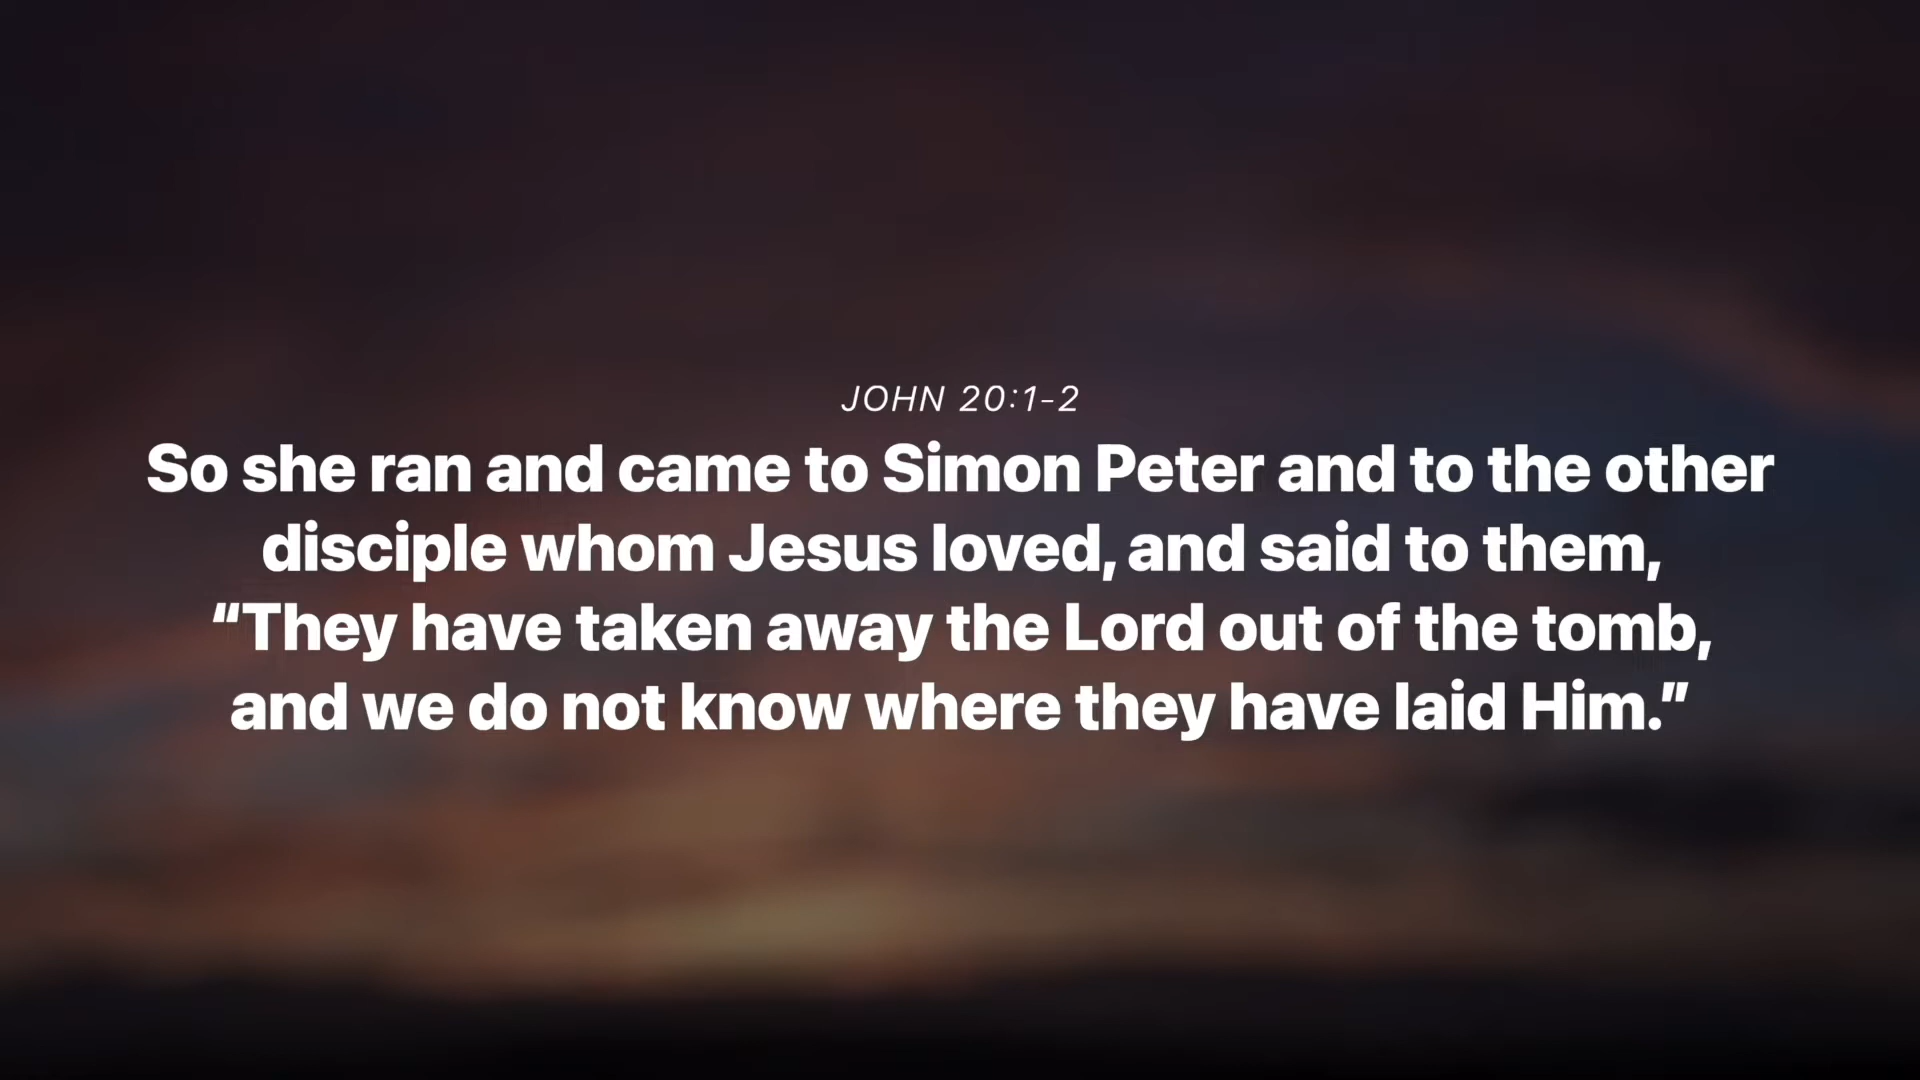 JOHN 20:1-2
So she ran and came to Simon Peter and to the other
disciple whom Jesus loved, and said to them,
“They have taken away the Lord out of the tomb,
and we do not know where they have laid Him.”